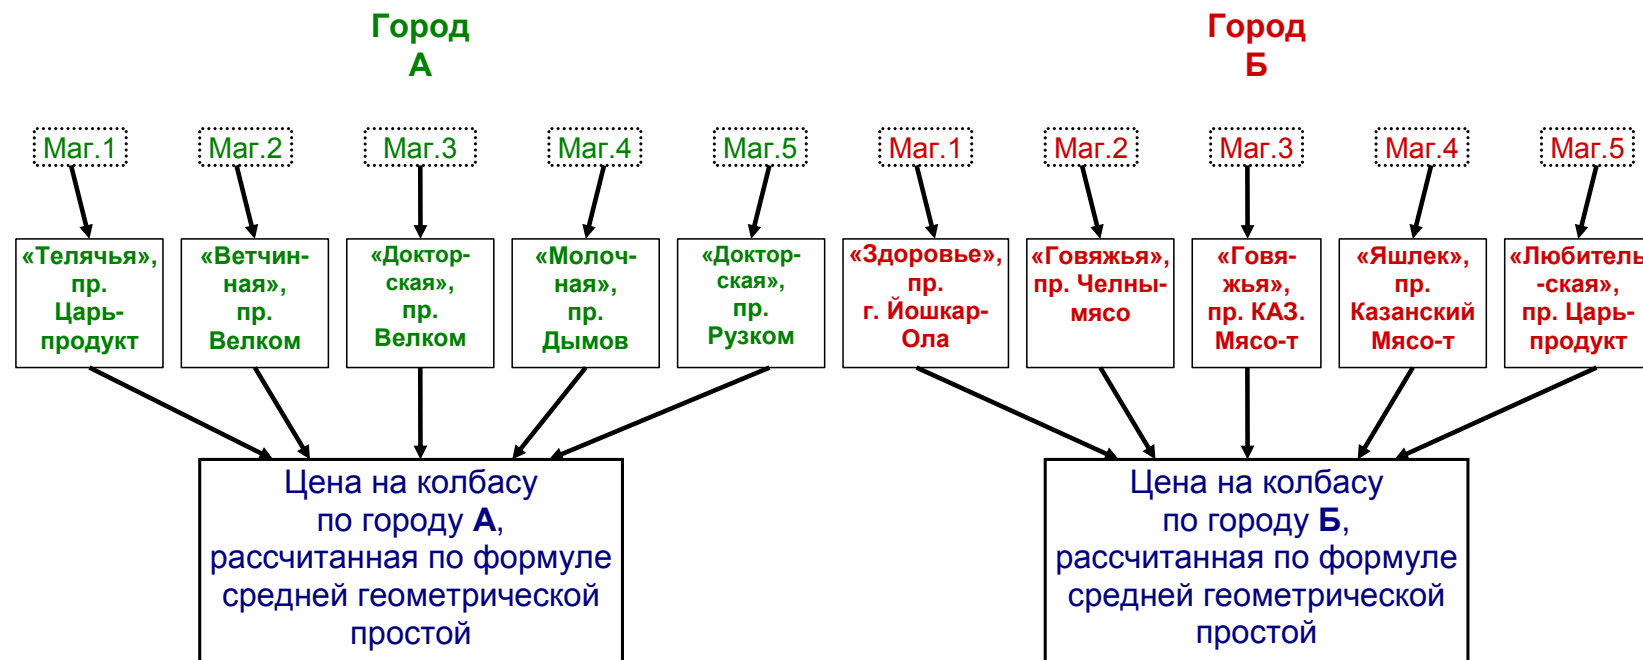 Город
А
Город
Б
Маг.1
Маг.2
Маг.3
Маг.4
Маг.5
Маг.1
Маг.2
Маг.3
Маг.4
Маг.5
«Телячья»,
пр.
Царь-
продукт
«Ветчин-
ная»,
пр.
Велком
«Доктор-
ская»,
пр.
Велком
«Молоч-
ная»,
пр.
Дымов
«Доктор-
ская»,
пр.
Рузком
«Здоровье»,
пр.
г. Йошкар-
Ола
«Говяжья»,
пр. Челны-
мясо
«Говя-
жья»,
пр. КАЗ.
Мясо-т
«Яшлек»,
пр.
Казанский
Мясо-т
«Любитель
-ская»,
пр. Царь-
продукт
Цена на колбасу
по городу А,
рассчитанная по формуле
средней геометрической
простой
Цена на колбасу
по городу Б,
рассчитанная по формуле
средней геометрической
простой